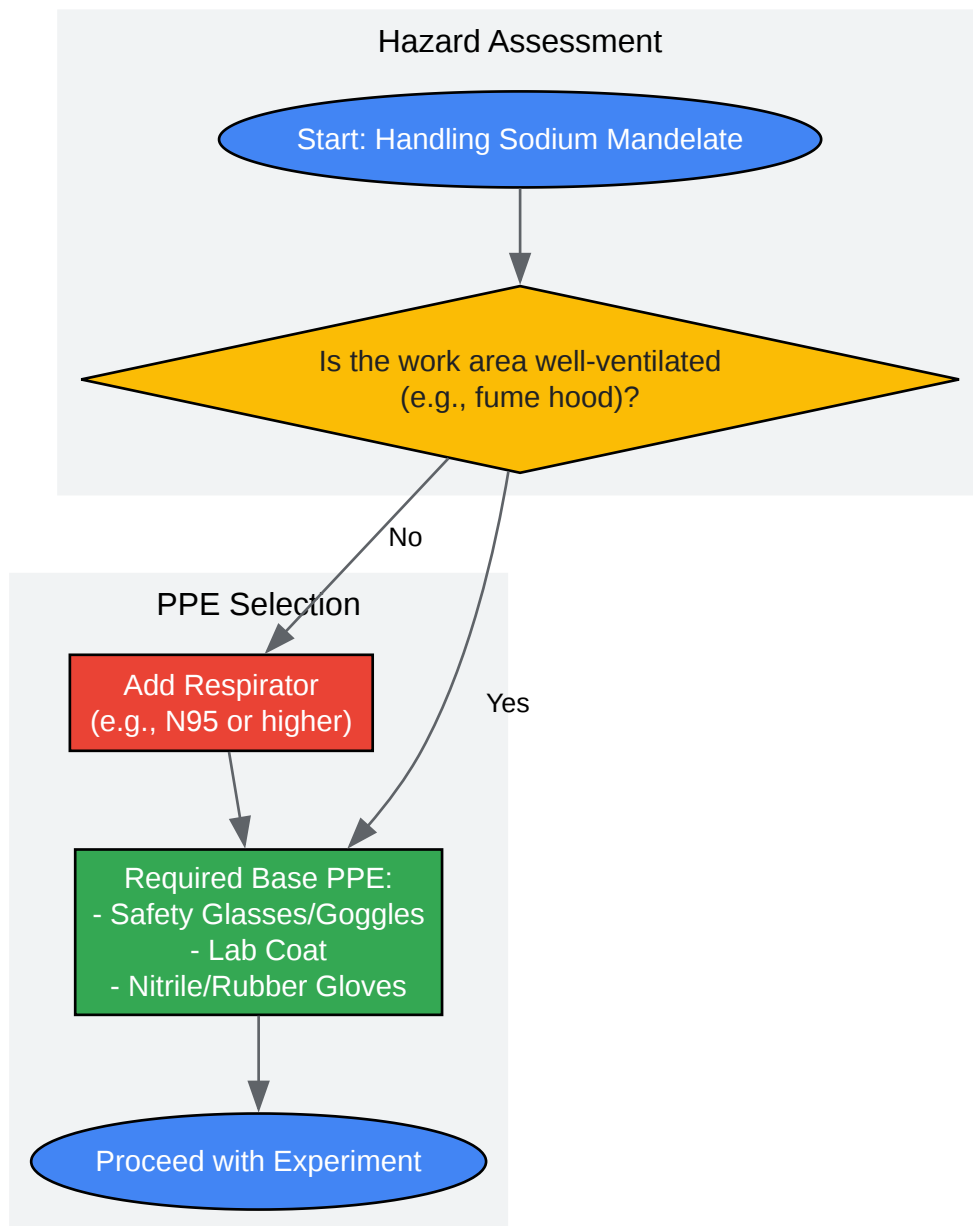 Hazard Assessment
Start: Handling Sodium Mandelate
Is the work area well-ventilated
(e.g., fume hood)?
No
PPE Selection
Add Respirator
(e.g., N95 or higher)
Yes
Required Base PPE:
- Safety Glasses/Goggles
- Lab Coat
- Nitrile/Rubber Gloves
Proceed with Experiment